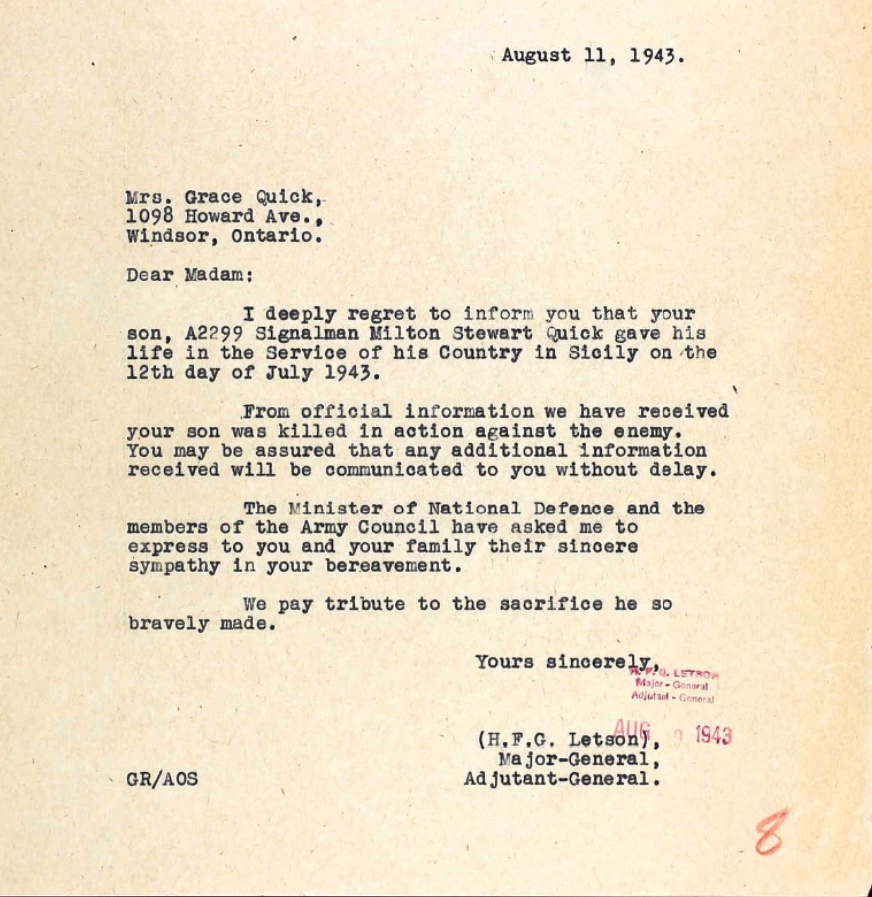 August 11, 1943.
Mrs. Grace Quick,
1098 Howard Ave.,
Windsor, Ontario.
Dear Madam:
I deeply regret to inform you that your
son, A2299 Signalman Milton Stewart Quick gave his
life in the Service of his Country in Sicily on the
12th day of July 1943.
From official information we have received
your son was killed in action against the enemy.
You may be assured that any additional information
received will be communicated to you without delay.
The Minister of National Defence and the
members of the Army Council have asked me to
express to you and your family their sincere
sympathy in your bereavement.
We pay tribute to the sacrifice he so
bravely made.
Yours sincerely,
H. F. G. LETSON
Major - General
Adjutant - General
AUG 1943
(H.F.G. Letson),
Major-General,
GR/AOS Adjutant-General.
8